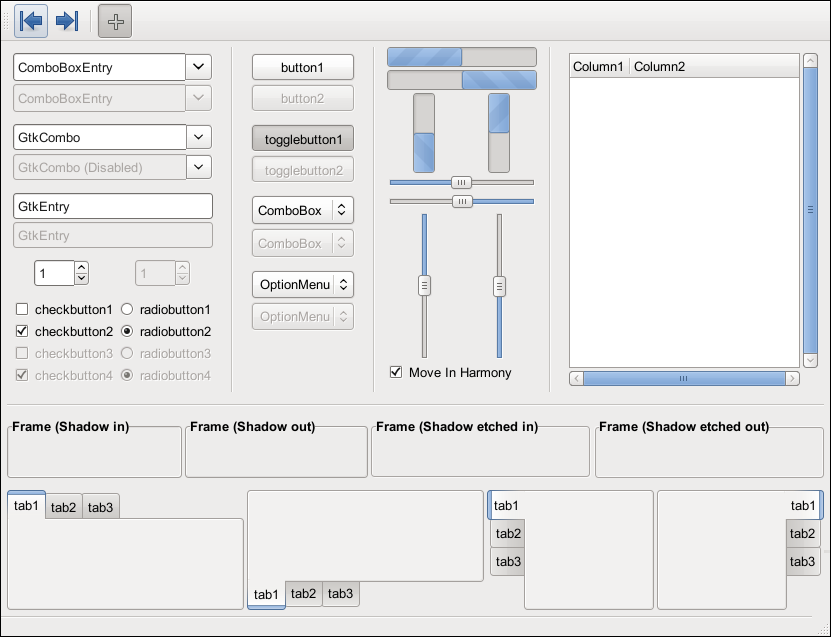 ComboBoxEntry
ComboBoxEntry
GtkCombo
GtkCombo (Disabled)
GtkEntry
GtkEntry
1 1
checkbutton1 radiobutton1
checkbutton2 radiobutton2
checkbutton3 radiobutton3
checkbutton4 radiobutton4
button1
button2
togglebutton1
togglebutton2
ComboBox
ComboBox
OptionMenu
OptionMenu
Move In Harmony
Column1 Column2
Frame (Shadow in) Frame (Shadow out) Frame (Shadow etched in) Frame (Shadow etched out)
tab1 tab2 tab3
tab1 tab2 tab3
tab1
tab2
tab3
tab1
tab2
tab3